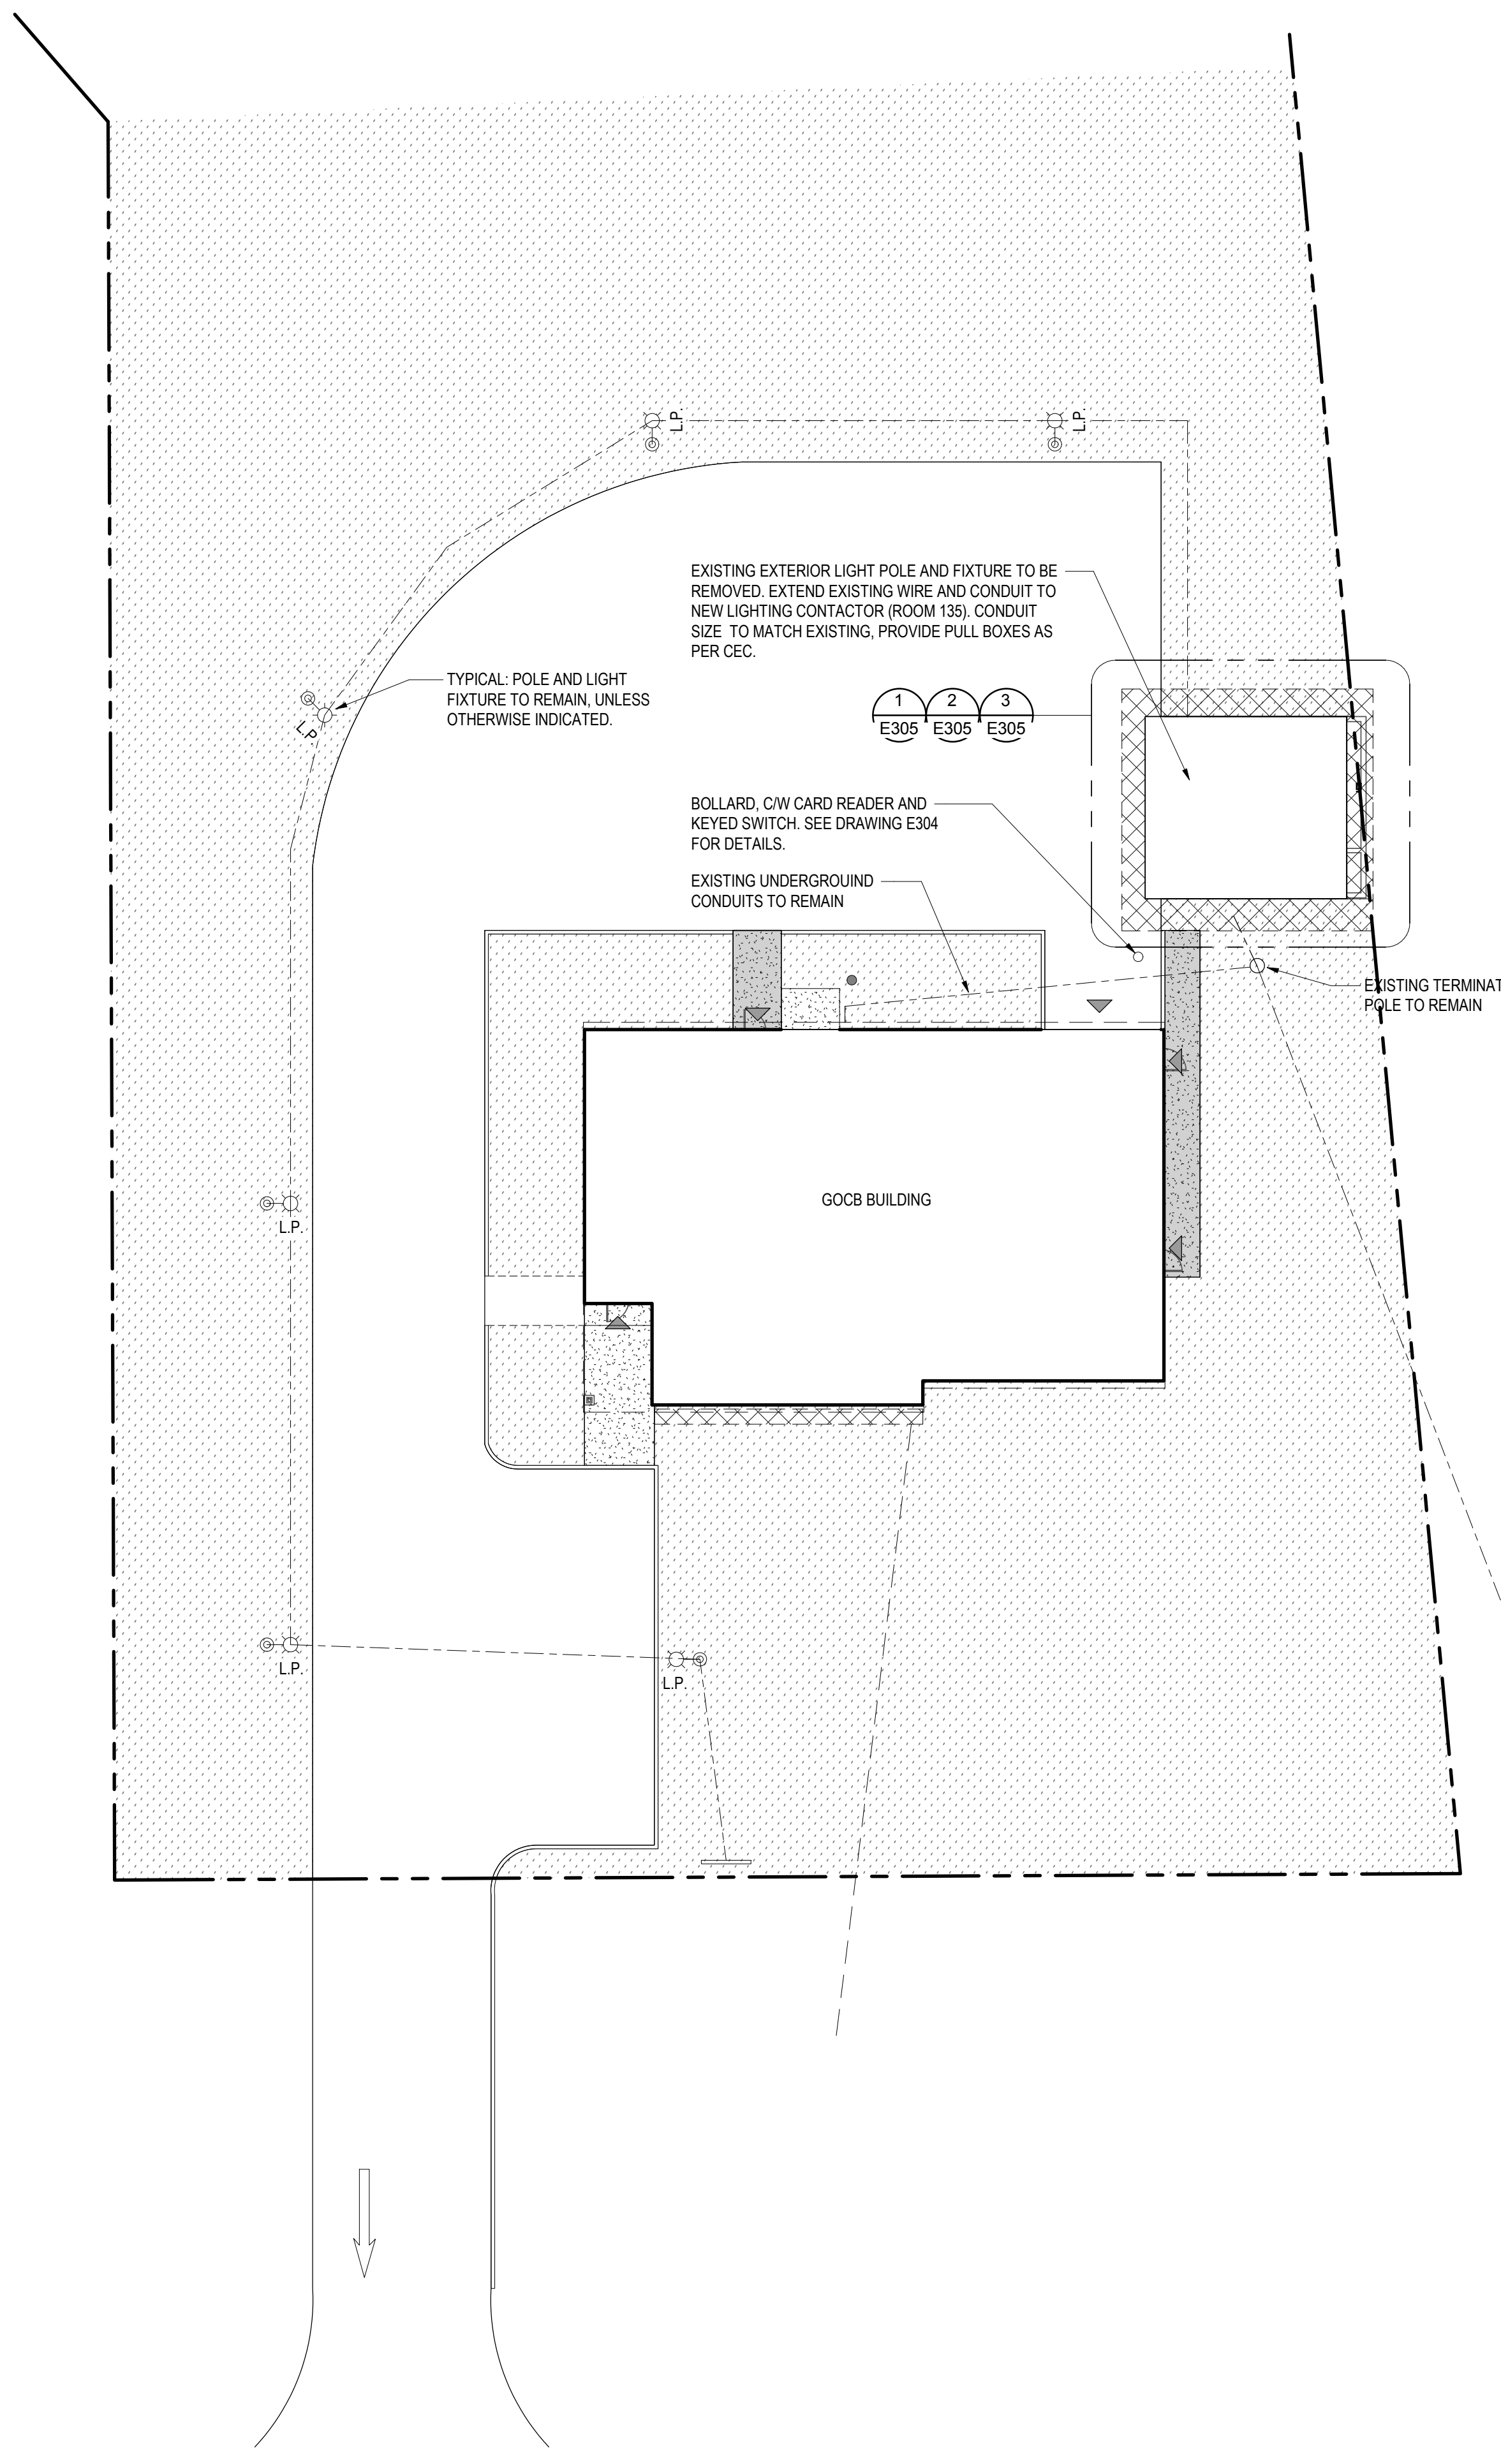 L.P.
L.P.
EXISTING EXTERIOR LIGHT POLE AND FIXTURE TO BE
REMOVED. EXTEND EXISTING WIRE AND CONDUIT TO
NEW LIGHTING CONTACTOR (ROOM 135). CONDUIT
SIZE TO MATCH EXISTING, PROVIDE PULL BOXES AS
PER CEC.
TYPICAL: POLE AND LIGHT
FIXTURE TO REMAIN, UNLESS
OTHERWISE INDICATED.
L.P.
1 2 3
E305 E305 E305
BOLLARD, C/W CARD READER AND
KEYED SWITCH. SEE DRAWING E304
FOR DETAILS.
EXISTING UNDERGROUIND
CONDUITS TO REMAIN
EXISTING TERMINAT
POLE TO REMAIN
GOCB BUILDING
L.P.
L.P.
L.P.